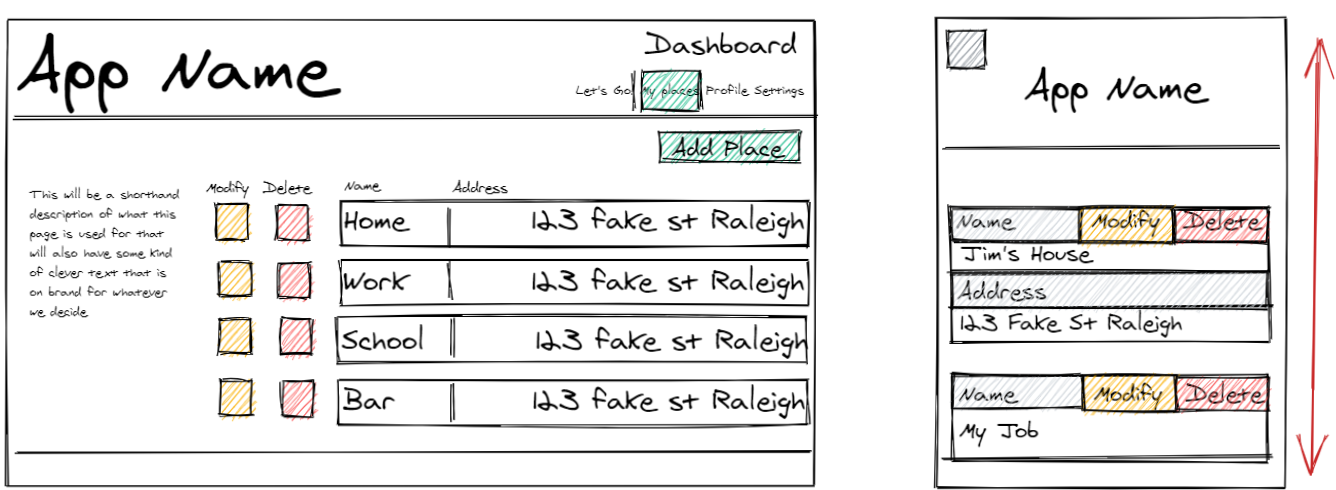 App Name
Dashboard
Let's Go!
My places
Profile Settings
Add Place
This will be a shorthand
description of what this
page is used for that
will also have some kind
of clever text that is
on brand for whatever
we decide
Modify Delete Name Address
Home 123 fake st Raleigh
Work 123 fake st Raleigh
School 123 fake st Raleigh
Bar 123 fake st Raleigh
App Name
Name Modify Delete
Jim's House
Address
123 Fake St Raleigh
Name Modify Delete
My Job